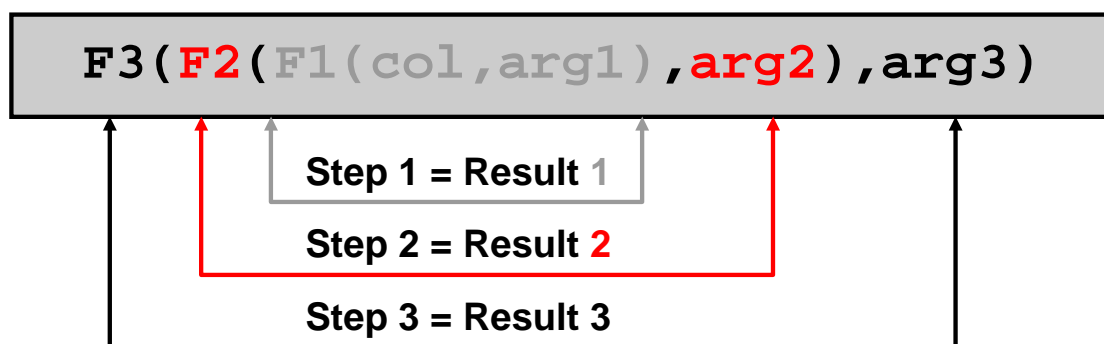 F3(F2(F1(col,arg1),arg2),arg3)
Step 1 = Result 1
Step 2 = Result 2
Step 3 = Result 3